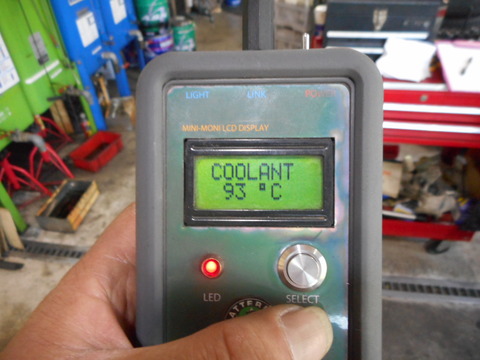 LIGHT LINK
MINI-MONI LCD DISPLAY
COOLANT
93 °C
LED SELECT